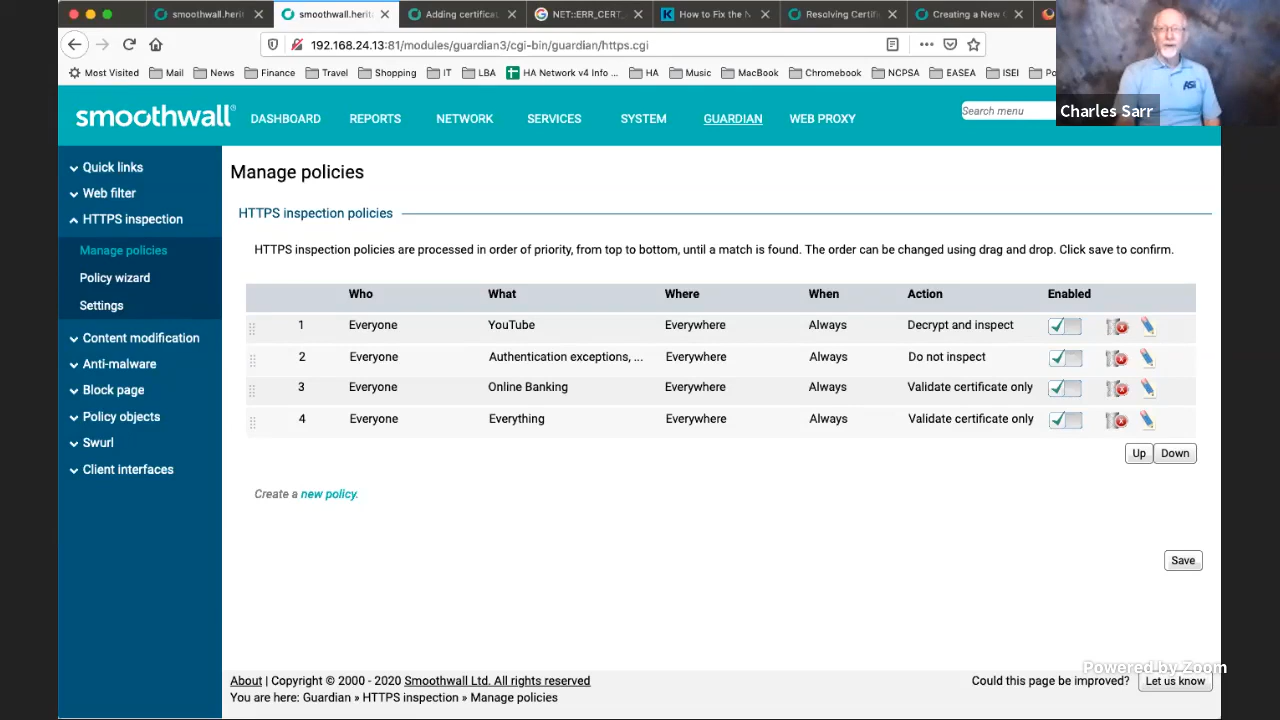 smoothwall.herita
smoothwall.herita
Adding certificat
NET::ERR_CERT_
How to Fix the N
Resolving Certifi
Creating a New
192.168.24.13:81/modules/guardian3/cgi-bin/guardian/https.cgi
Most Visited Mail News Finance Travel Shopping IT LBA HA Network v4 Info ... HA Music MacBook Chromebook NCPSA EASEA ISEI Po
Charles Sarr
ASi
smoothwall®
DASHBOARD REPORTS NETWORK SERVICES SYSTEM GUARDIAN WEB PROXY
Search menu
Quick links
Web filter
HTTPS inspection
Manage policies
Policy wizard
Settings
Content modification
Anti-malware
Block page
Policy objects
Swurl
Client interfaces
Manage policies
HTTPS inspection policies
HTTPS inspection policies are processed in order of priority, from top to bottom, until a match is found. The order can be changed using drag and drop. Click save to confirm.
Who What Where When Action Enabled
1 Everyone YouTube Everywhere Always Decrypt and inspect
2 Everyone Authentication exceptions, ... Everywhere Always Do not inspect
3 Everyone Online Banking Everywhere Always Validate certificate only
4 Everyone Everything Everywhere Always Validate certificate only
Up Down
Create a new policy.
Save
Powered by Zoom
About | Copyright © 2000 - 2020 Smoothwall Ltd. All rights reserved
Could this page be improved? Let us know
You are here: Guardian » HTTPS inspection » Manage policies